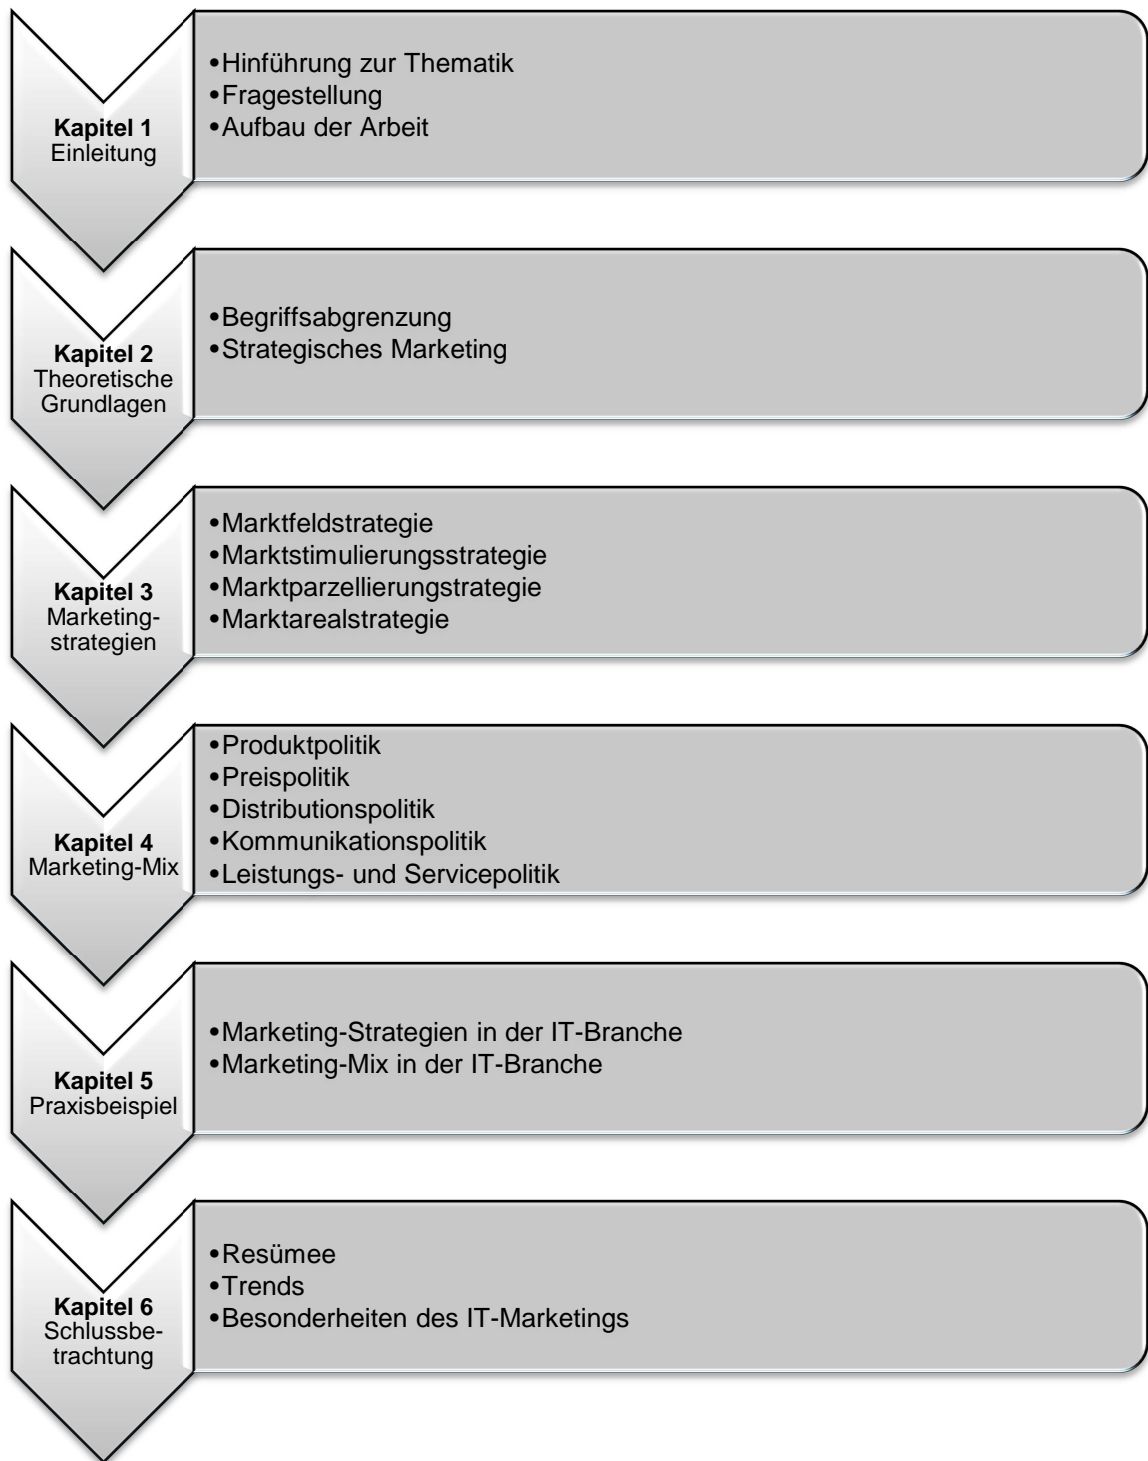 Kapitel 1
Einleitung
•Hinführung zur Thematik
•Fragestellung
•Aufbau der Arbeit
Kapitel 2
Theoretische
Grundlagen
•Begriffsabgrenzung
•Strategisches Marketing
Kapitel 3
Marketing-
strategien
•Marktfeldstrategie
•Marktstimulierungsstrategie
•Marktparzellierungstrategie
•Marktarealstrategie
Kapitel 4
Marketing-Mix
•Produktpolitik
•Preispolitik
•Distributionspolitik
•Kommunikationspolitik
•Leistungs- und Servicepolitik
Kapitel 5
Praxisbeispiel
•Marketing-Strategien in der IT-Branche
•Marketing-Mix in der IT-Branche
Kapitel 6
Schlussbe-
trachtung
•Resümee
•Trends
•Besonderheiten des IT-Marketings